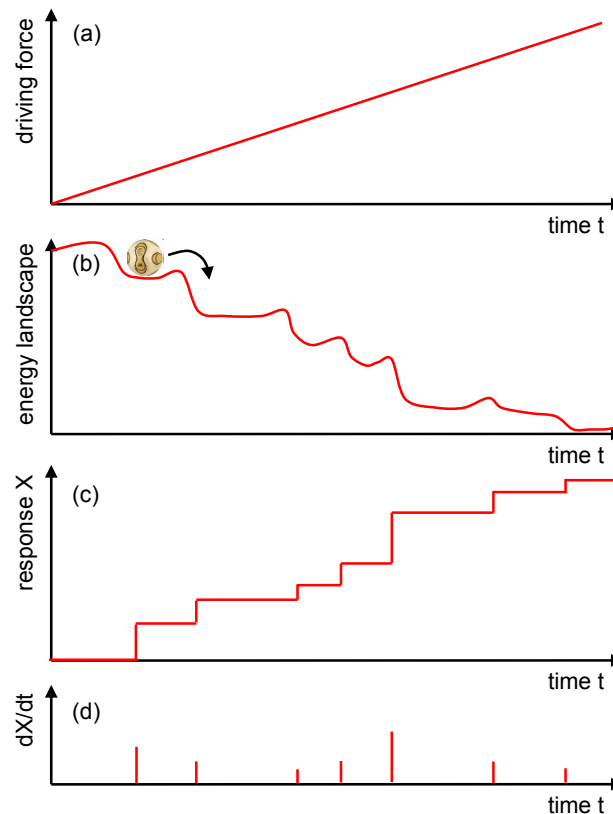 (a)
driving force
time t
(b)
energy landscape
time t
(c)
response X
time t
(d)
dX/dt
time t